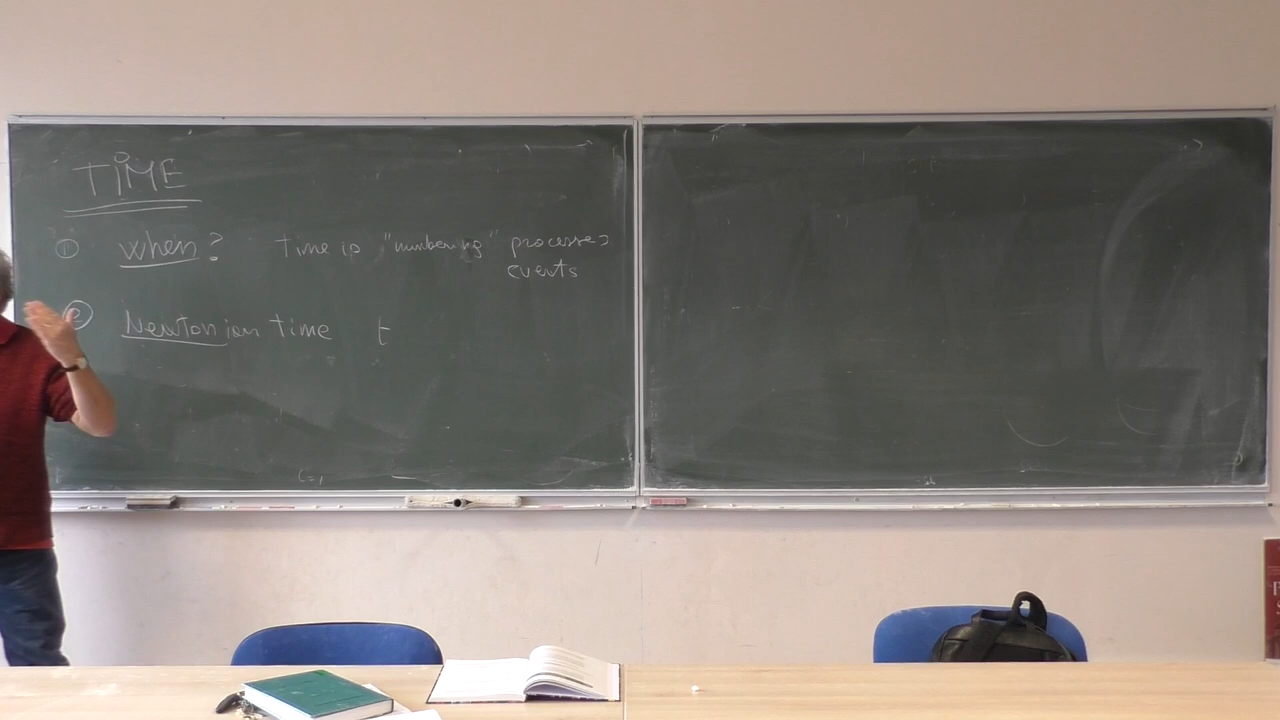 TIME
① when? Time is "numbering" processes
events
② Newtonian time t